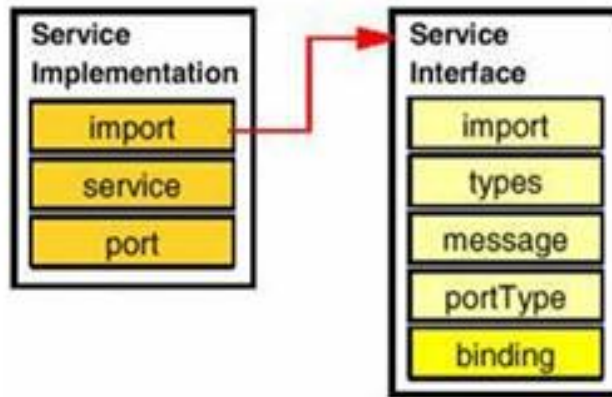 Service
Implementation
import
service
port
Service
Interface
import
types
message
portType
binding